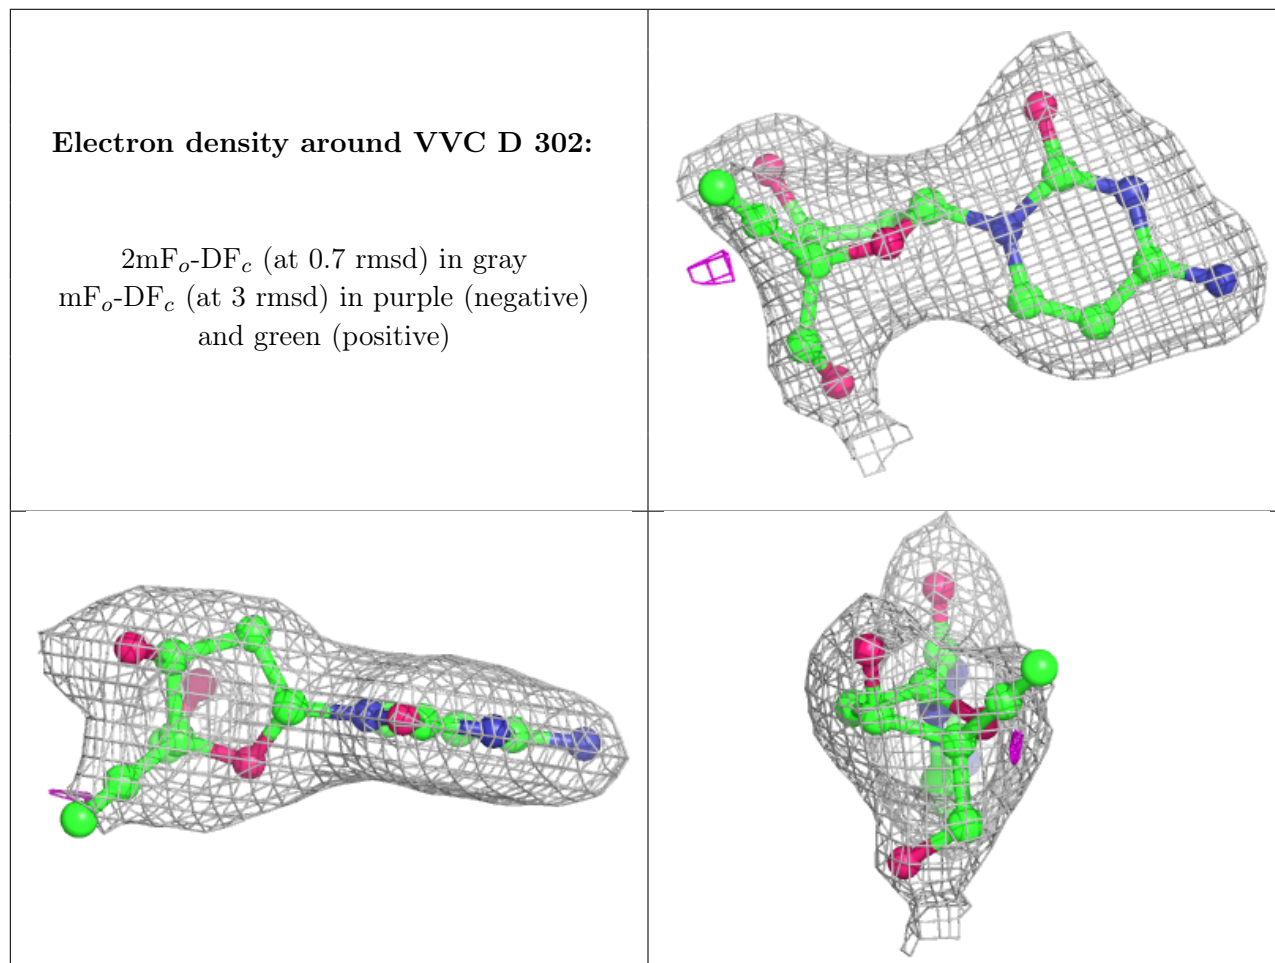 Electron density around VVC D 302:
2mFo-DFc (at 0.7 rmsd) in gray
mFo-DFc (at 3 rmsd) in purple (negative)
and green (positive)